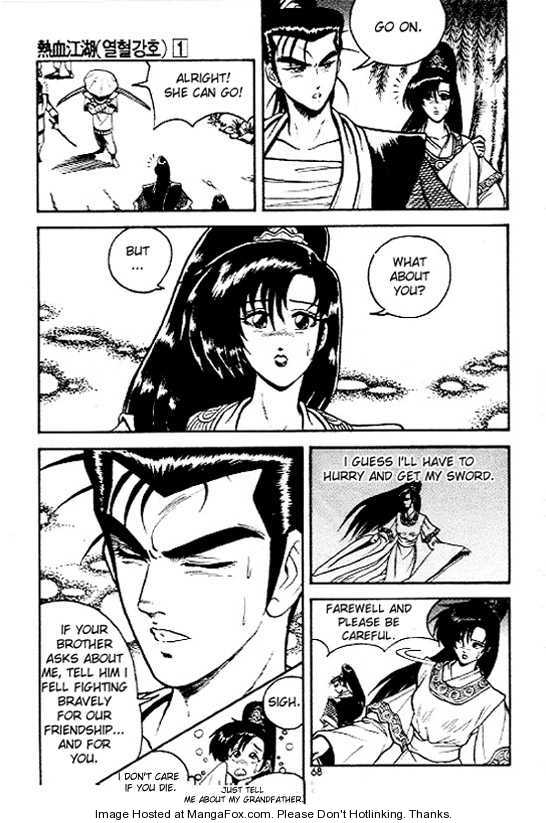 熱血江湖(열혈강호) 1
GO ON.
ALRIGHT!
SHE CAN GO!
BUT
...
WHAT
ABOUT
YOU?
IF YOUR
BROTHER
ASKS ABOUT
ME, TELL HIM I
FELL FIGHTING
BRAVELY
FOR OUR
FRIENDSHIP...
AND FOR
YOU.
SIGH.
I DON'T CARE
IF YOU DIE.
JUST TELL
ME ABOUT MY GRANDFATHER.
I GUESS I'LL HAVE TO
HURRY AND GET MY SWORD.
FAREWELL AND
PLEASE BE
CAREFUL.
68
Image Hosted at MangaFox.com. Please Don't Hotlinking. Thanks.